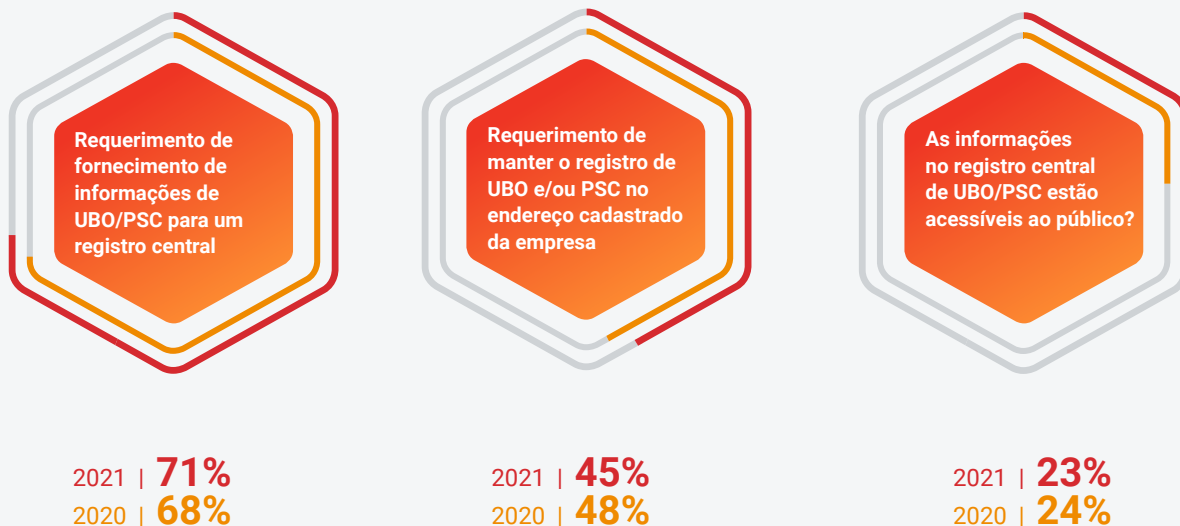 Requerimento de
fornecimento de
informações de
UBO/PSC para um
registro central
2021 | 71%
2020 | 68%
Requerimento de
manter o registro de
UBO e/ou PSC no
endereço cadastrado
da empresa
2021 | 45%
2020 | 48%
As informações
no registro central
de UBO/PSC estão
acessíveis ao público?
2021 | 23%
2020 | 24%